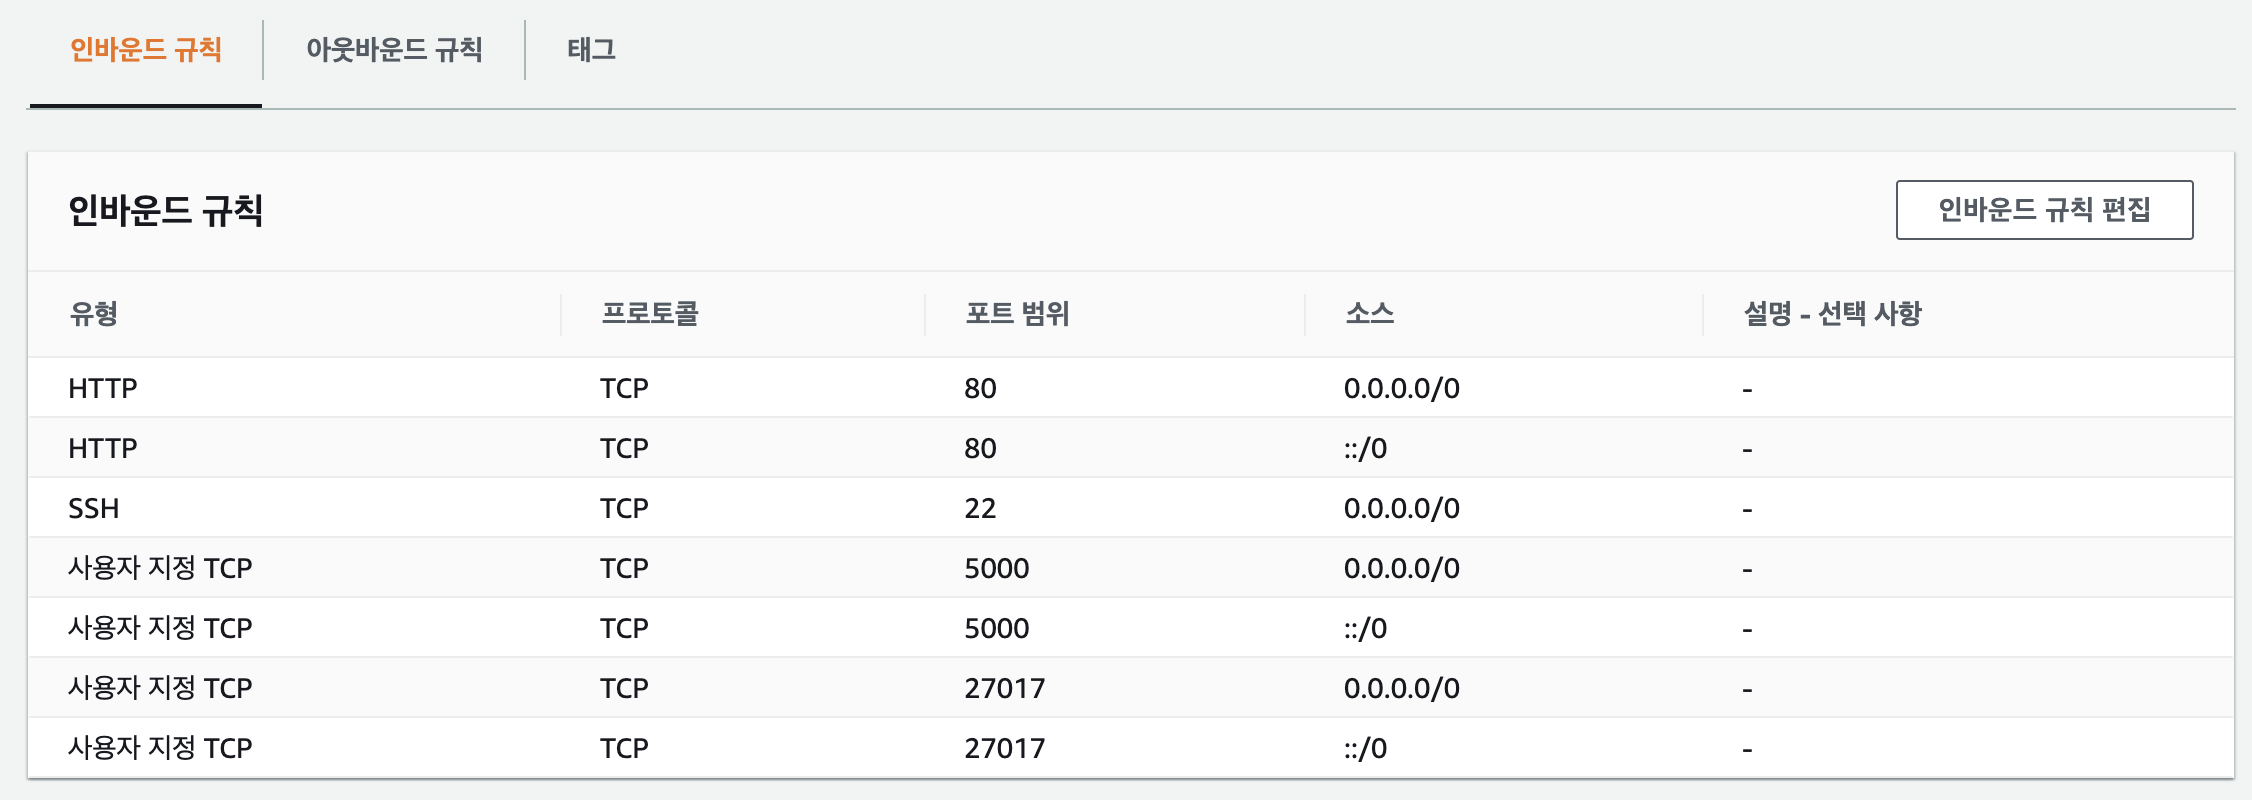 인바운드 규칙 아웃바운드 규칙 태그
인바운드 규칙 인바운드 규칙 편집
유형 프로토콜 포트 범위 소스 설명 - 선택 사항
HTTP TCP 80 0.0.0.0/0 -
HTTP TCP 80 ::/0 -
SSH TCP 22 0.0.0.0/0 -
사용자 지정 TCP TCP 5000 0.0.0.0/0 -
사용자 지정 TCP TCP 5000 ::/0 -
사용자 지정 TCP TCP 27017 0.0.0.0/0 -
사용자 지정 TCP TCP 27017 ::/0 -